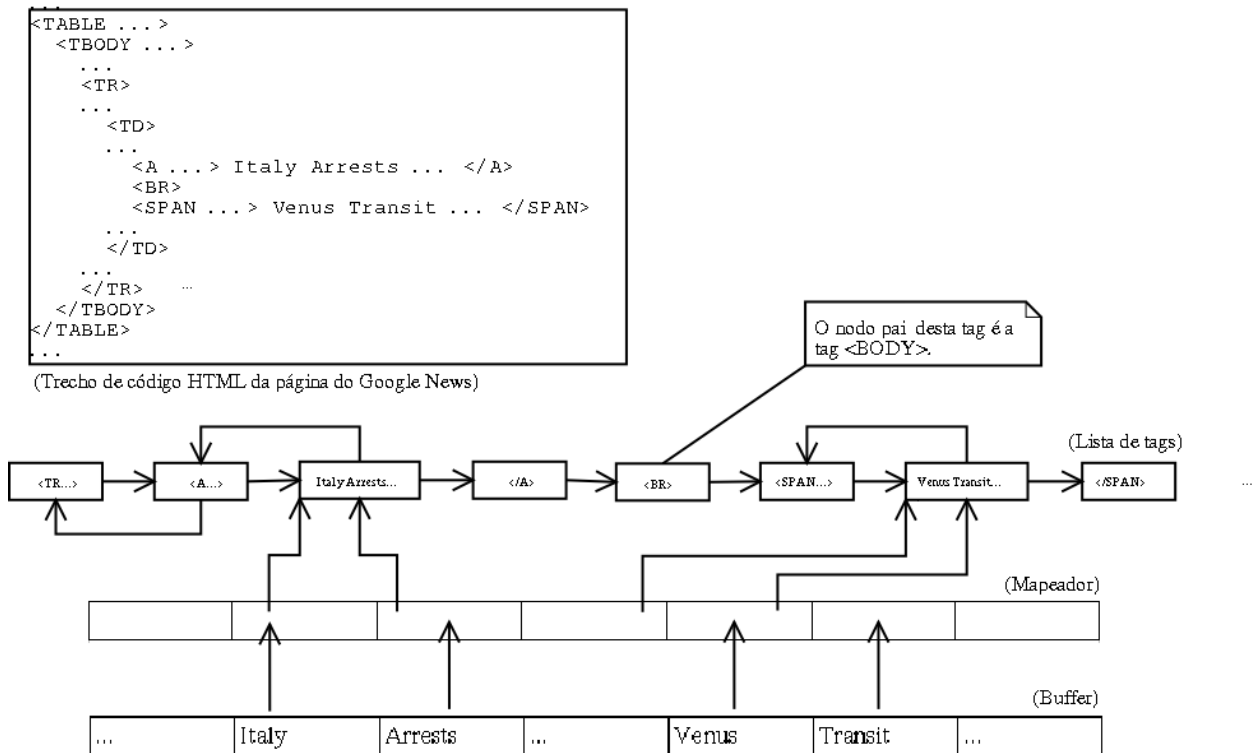 ...
<TABLE ... >
<TBODY ... >
...
<TR>
...
<TD>
...
<A ... > Italy Arrests ... </A>
<BR>
<SPAN ... > Venus Transit ... </SPAN>
...
</TD>
...
</TR> ...
</TBODY>
</TABLE>
...
(Trecho de código HTML da página do Google News)
O nodo pai desta tag é a
tag <BODY>.
(Lista de tags)
<TR...> <A...> Italy Arrests... </A> <BR> <SPAN...> Venus Transit... </SPAN> ...
(Mapeador)
(Buffer)
... Italy Arrests ... Venus Transit ...